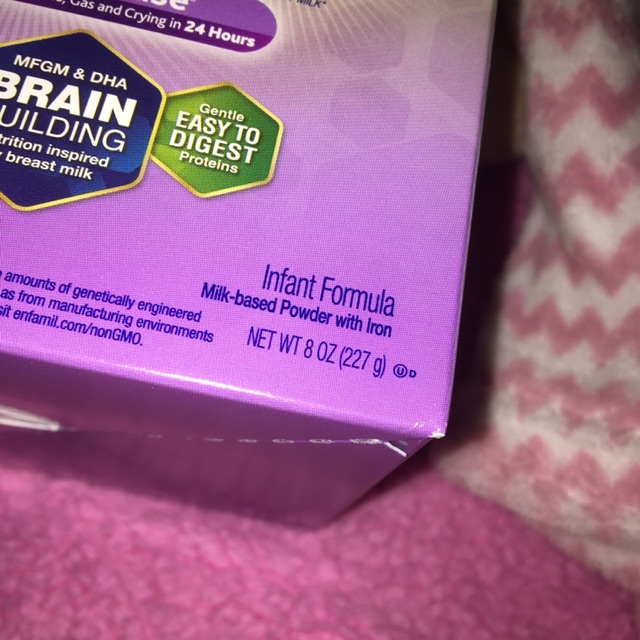 MILK*
Gas and Crying in 24 Hours
MFGM & DHA
BRAIN
UILDING
trition inspired
breast milk
Gentle
EASY TO
DIGEST
Proteins
amounts of genetically engineered
as from manufacturing environments
sit enfamil.com/nonGMO.
Infant Formula
Milk-based Powder with Iron
NET WT 8 OZ (227 g) U D